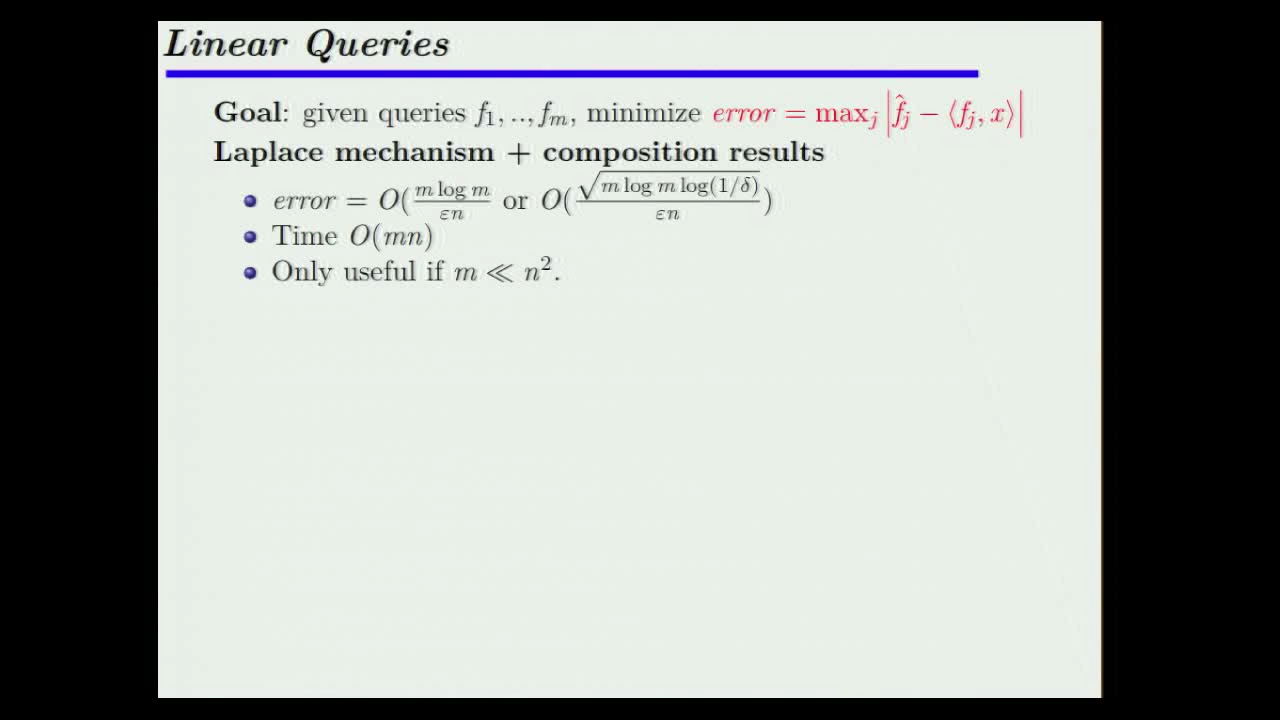 Linear Queries
Goal: given queries f₁,..,fₘ, minimize error = maxⱼ |f̂ⱼ − ⟨fⱼ, x⟩|
Laplace mechanism + composition results
• error = O(m log m / εn or O(√(m log m log(1/δ)) / εn)
• Time O(mn)
• Only useful if m ≪ n².